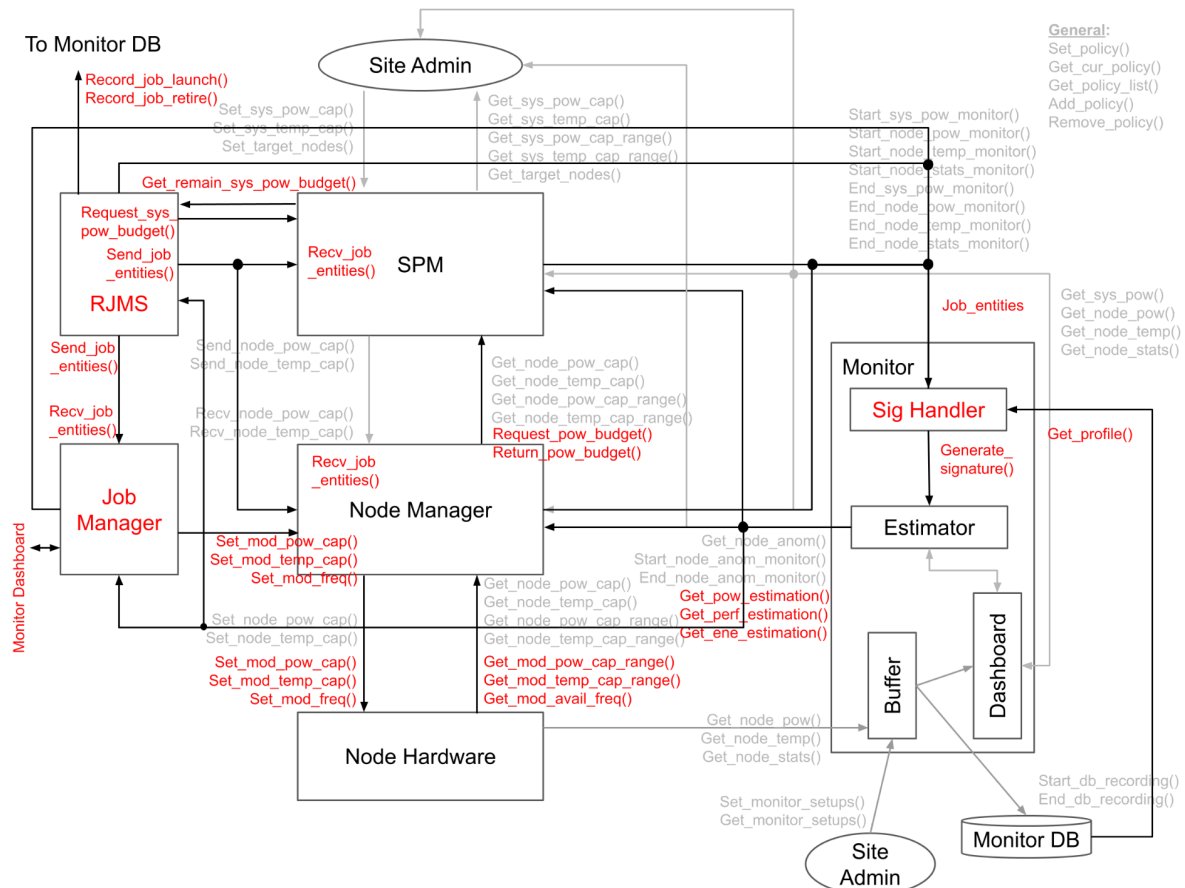 To Monitor DB
Record_job_launch()
Record_job_retire()
Site Admin
General:
Set_policy()
Get_cur_policy()
Get_policy_list()
Add_policy()
Remove_policy()
Set_sys_pow_cap()
Set_sys_temp_cap()
Set_target_nodes()
Get_sys_pow_cap()
Get_sys_temp_cap()
Get_sys_pow_cap_range()
Get_sys_temp_cap_range()
Get_target_nodes()
Start_sys_pow_monitor()
Start_node_pow_monitor()
Start_node_temp_monitor()
Start_node_stats_monitor()
End_sys_pow_monitor()
End_node_pow_monitor()
End_node_temp_monitor()
End_node_stats_monitor()
Get_remain_sys_pow_budget()
Request_sys_
pow_budget()
Send_job
_entities()
RJMS
Recv_job
_entities()
SPM
Job_entities
Get_sys_pow()
Get_node_pow()
Get_node_temp()
Get_node_stats()
Send_job
_entities()
Recv_job
_entities()
Send_node_pow_cap()
Send_node_temp_cap()
Recv_node_pow_cap()
Recv_node_temp_cap()
Get_node_pow_cap()
Get_node_temp_cap()
Get_node_pow_cap_range()
Get_node_temp_cap_range()
Request_pow_budget()
Return_pow_budget()
Monitor
Sig Handler
Get_profile()
Generate_
signature()
Estimator
Job
Manager
Recv_job
_entities()
Node Manager
Monitor Dashboard
Set_mod_pow_cap()
Set_mod_temp_cap()
Set_mod_freq()
Get_node_anom()
Start_node_anom_monitor()
End_node_anom_monitor()
Get_pow_estimation()
Get_perf_estimation()
Get_ene_estimation()
Set_node_pow_cap()
Set_node_temp_cap()
Set_mod_pow_cap()
Set_mod_temp_cap()
Set_mod_freq()
Get_node_pow_cap()
Get_node_temp_cap()
Get_node_pow_cap_range()
Get_node_temp_cap_range()
Get_mod_pow_cap_range()
Get_mod_temp_cap_range()
Get_mod_avail_freq()
Buffer
Dashboard
Node Hardware
Get_node_pow()
Get_node_temp()
Get_node_stats()
Set_monitor_setups()
Get_monitor_setups()
Start_db_recording()
End_db_recording()
Monitor DB
Site
Admin